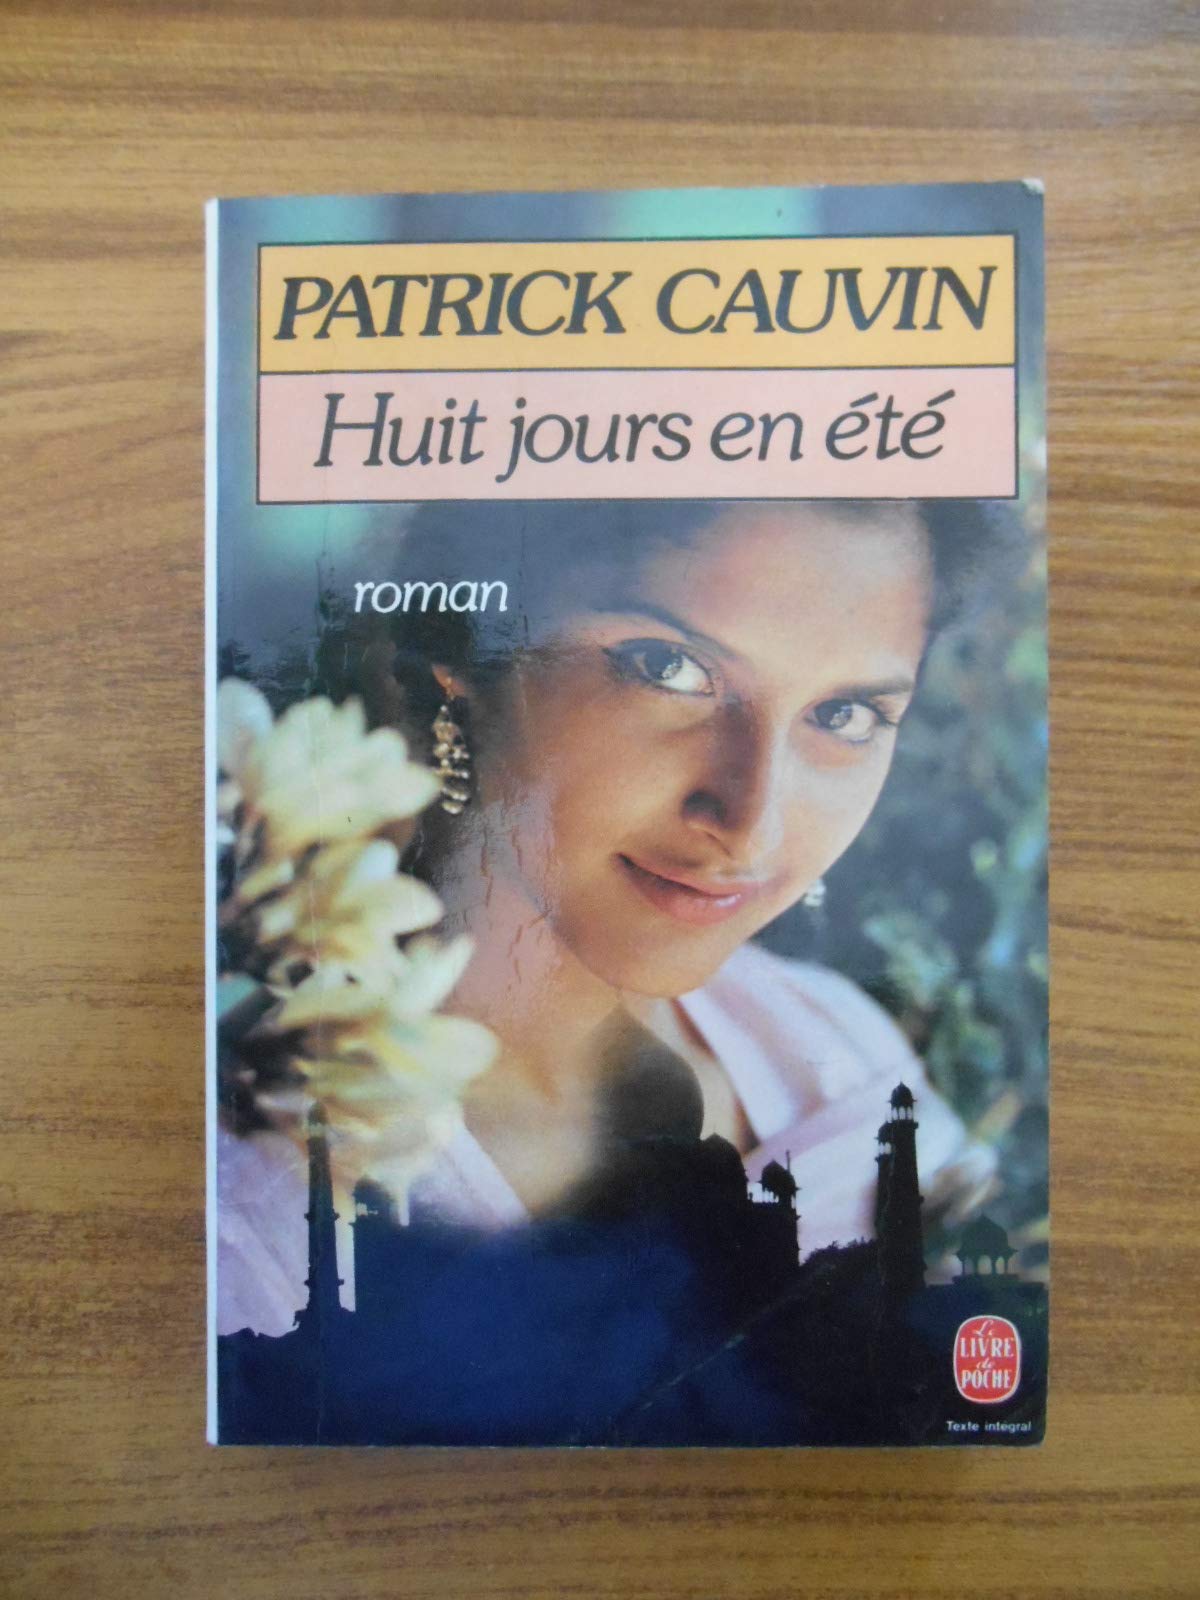 PATRICK CAUVIN
Huit jours en été
roman
Le
LIVRE
de
POCHE
Texte intégral